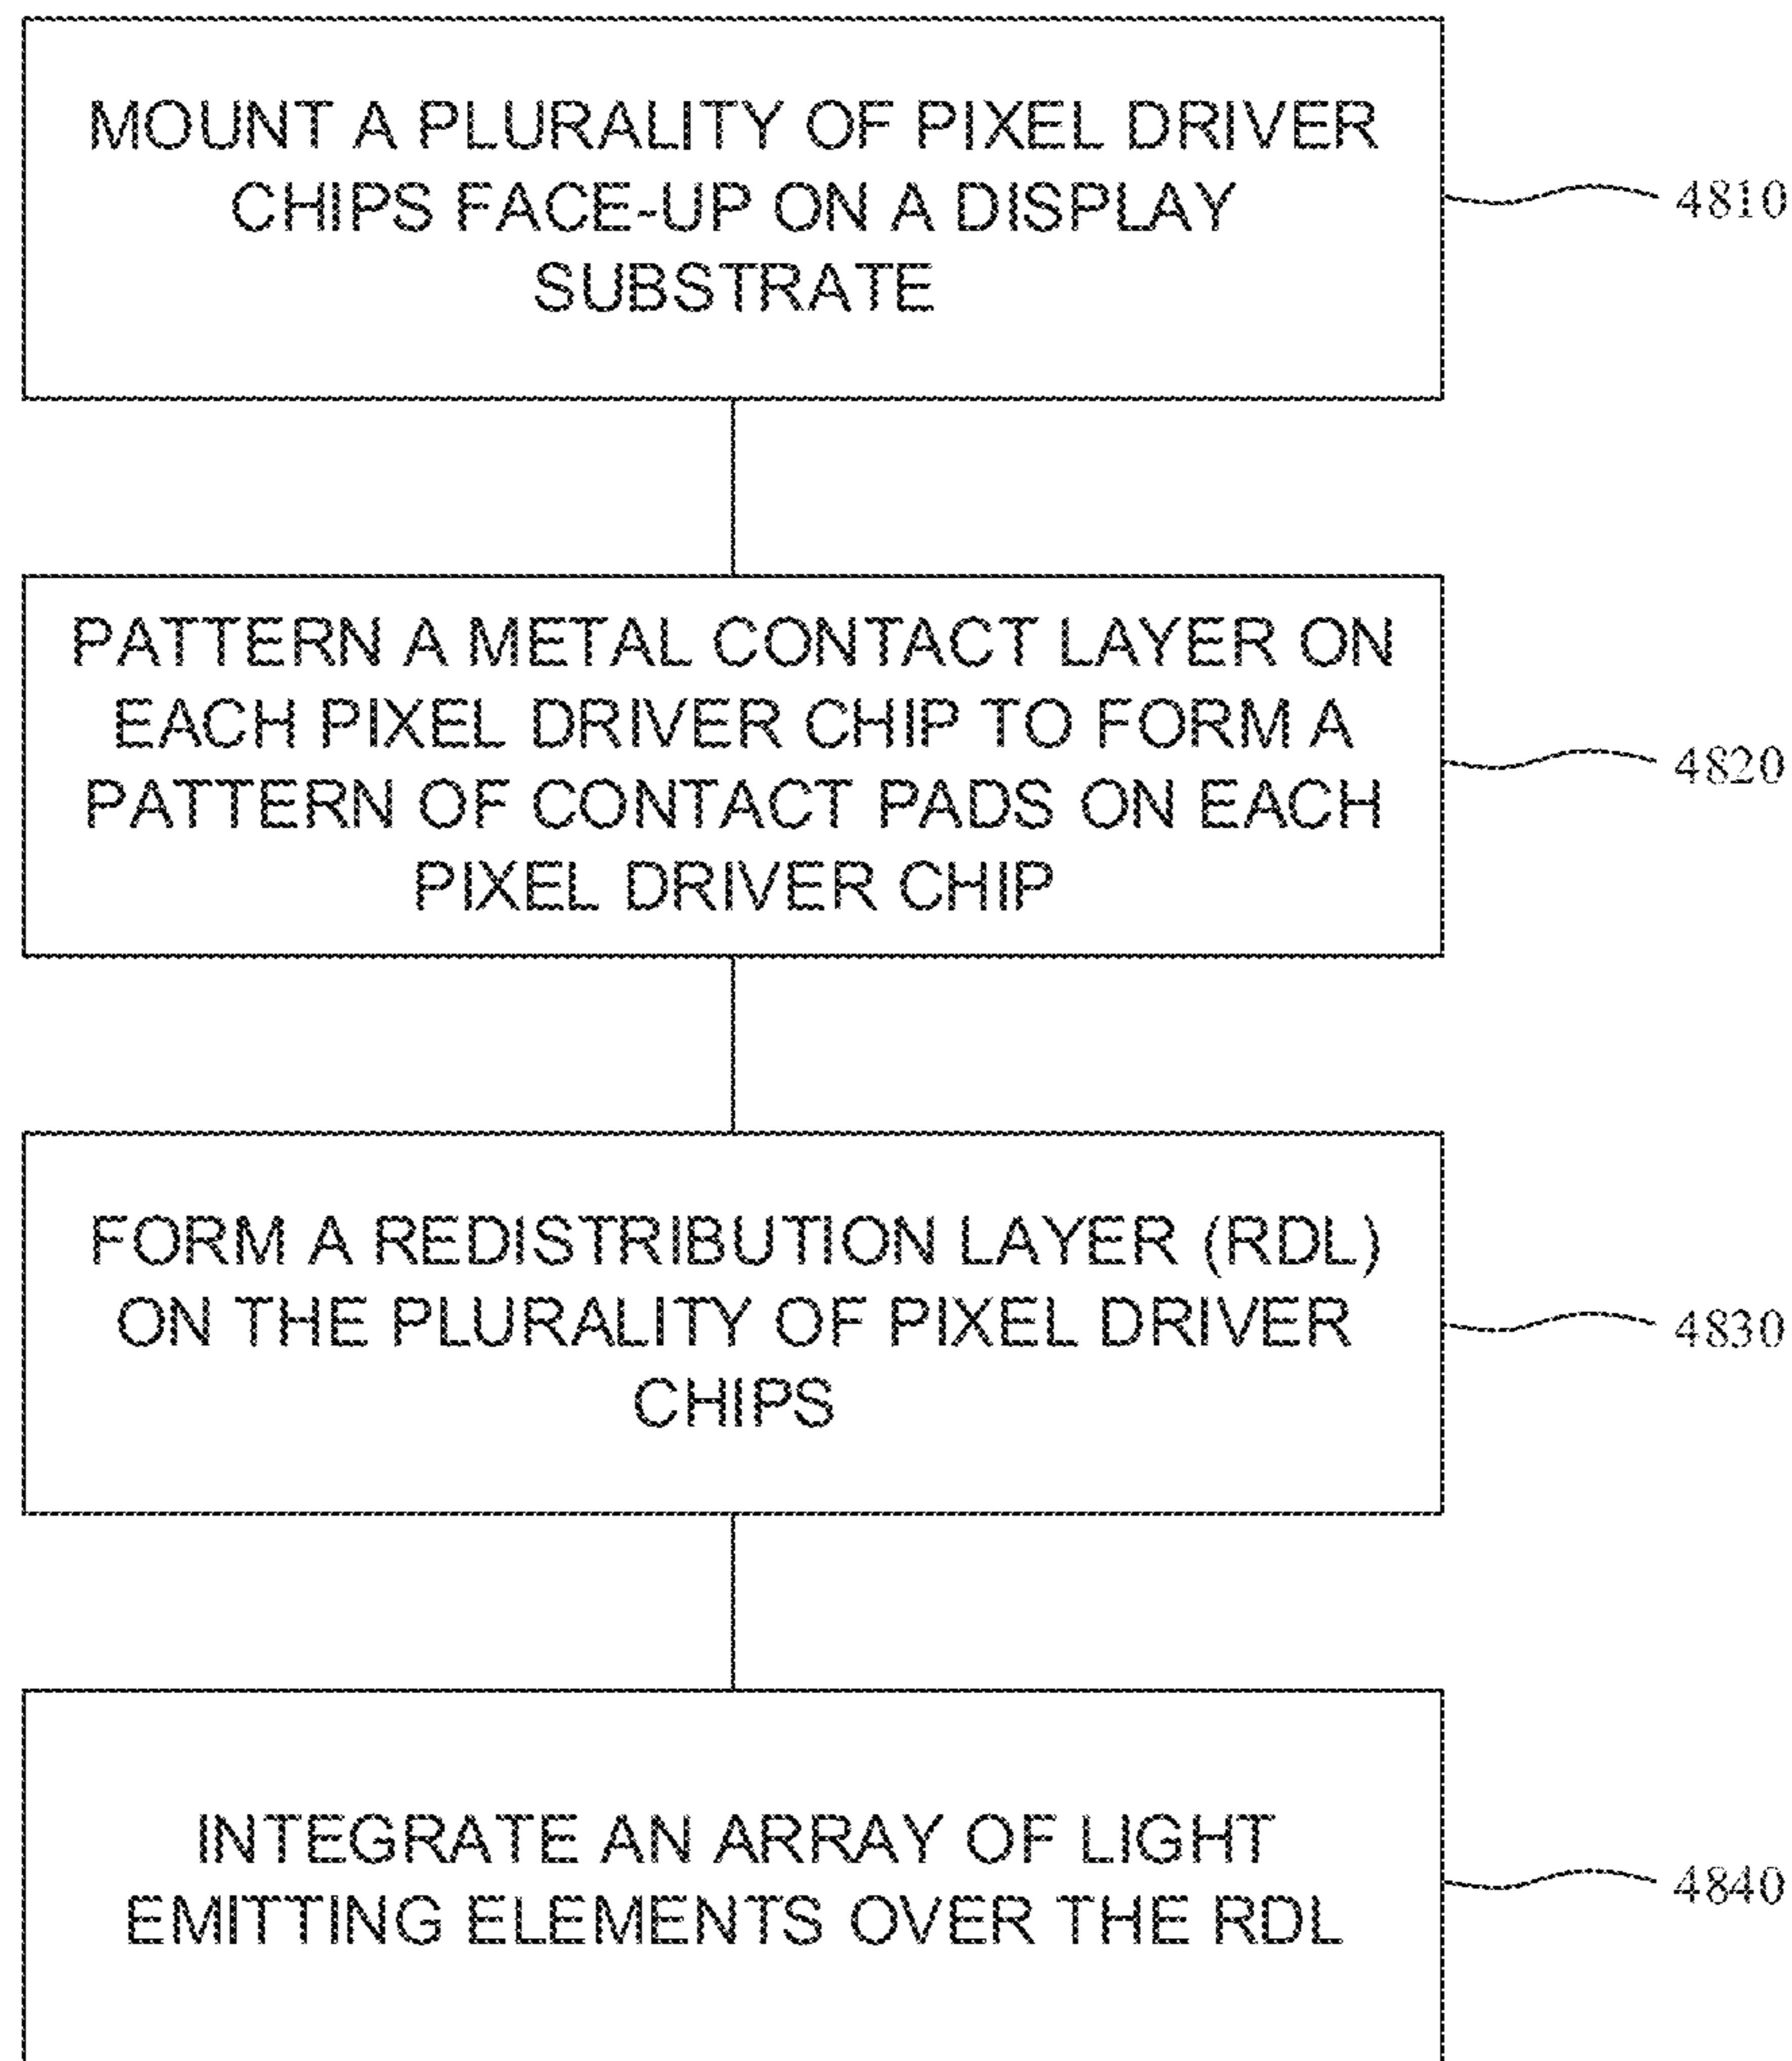 MOUNT A PLURALITY OF PIXEL DRIVER
CHIPS FACE-UP ON A DISPLAY
SUBSTRATE
4810
PATTERN A METAL CONTACT LAYER ON
EACH PIXEL DRIVER CHIP TO FORM A
PATTERN OF CONTACT PADS ON EACH
PIXEL DRIVER CHIP
4820
FORM A REDISTRIBUTION LAYER (RDL)
ON THE PLURALITY OF PIXEL DRIVER
CHIPS
4830
INTEGRATE AN ARRAY OF LIGHT
EMITTING ELEMENTS OVER THE RDL
4840